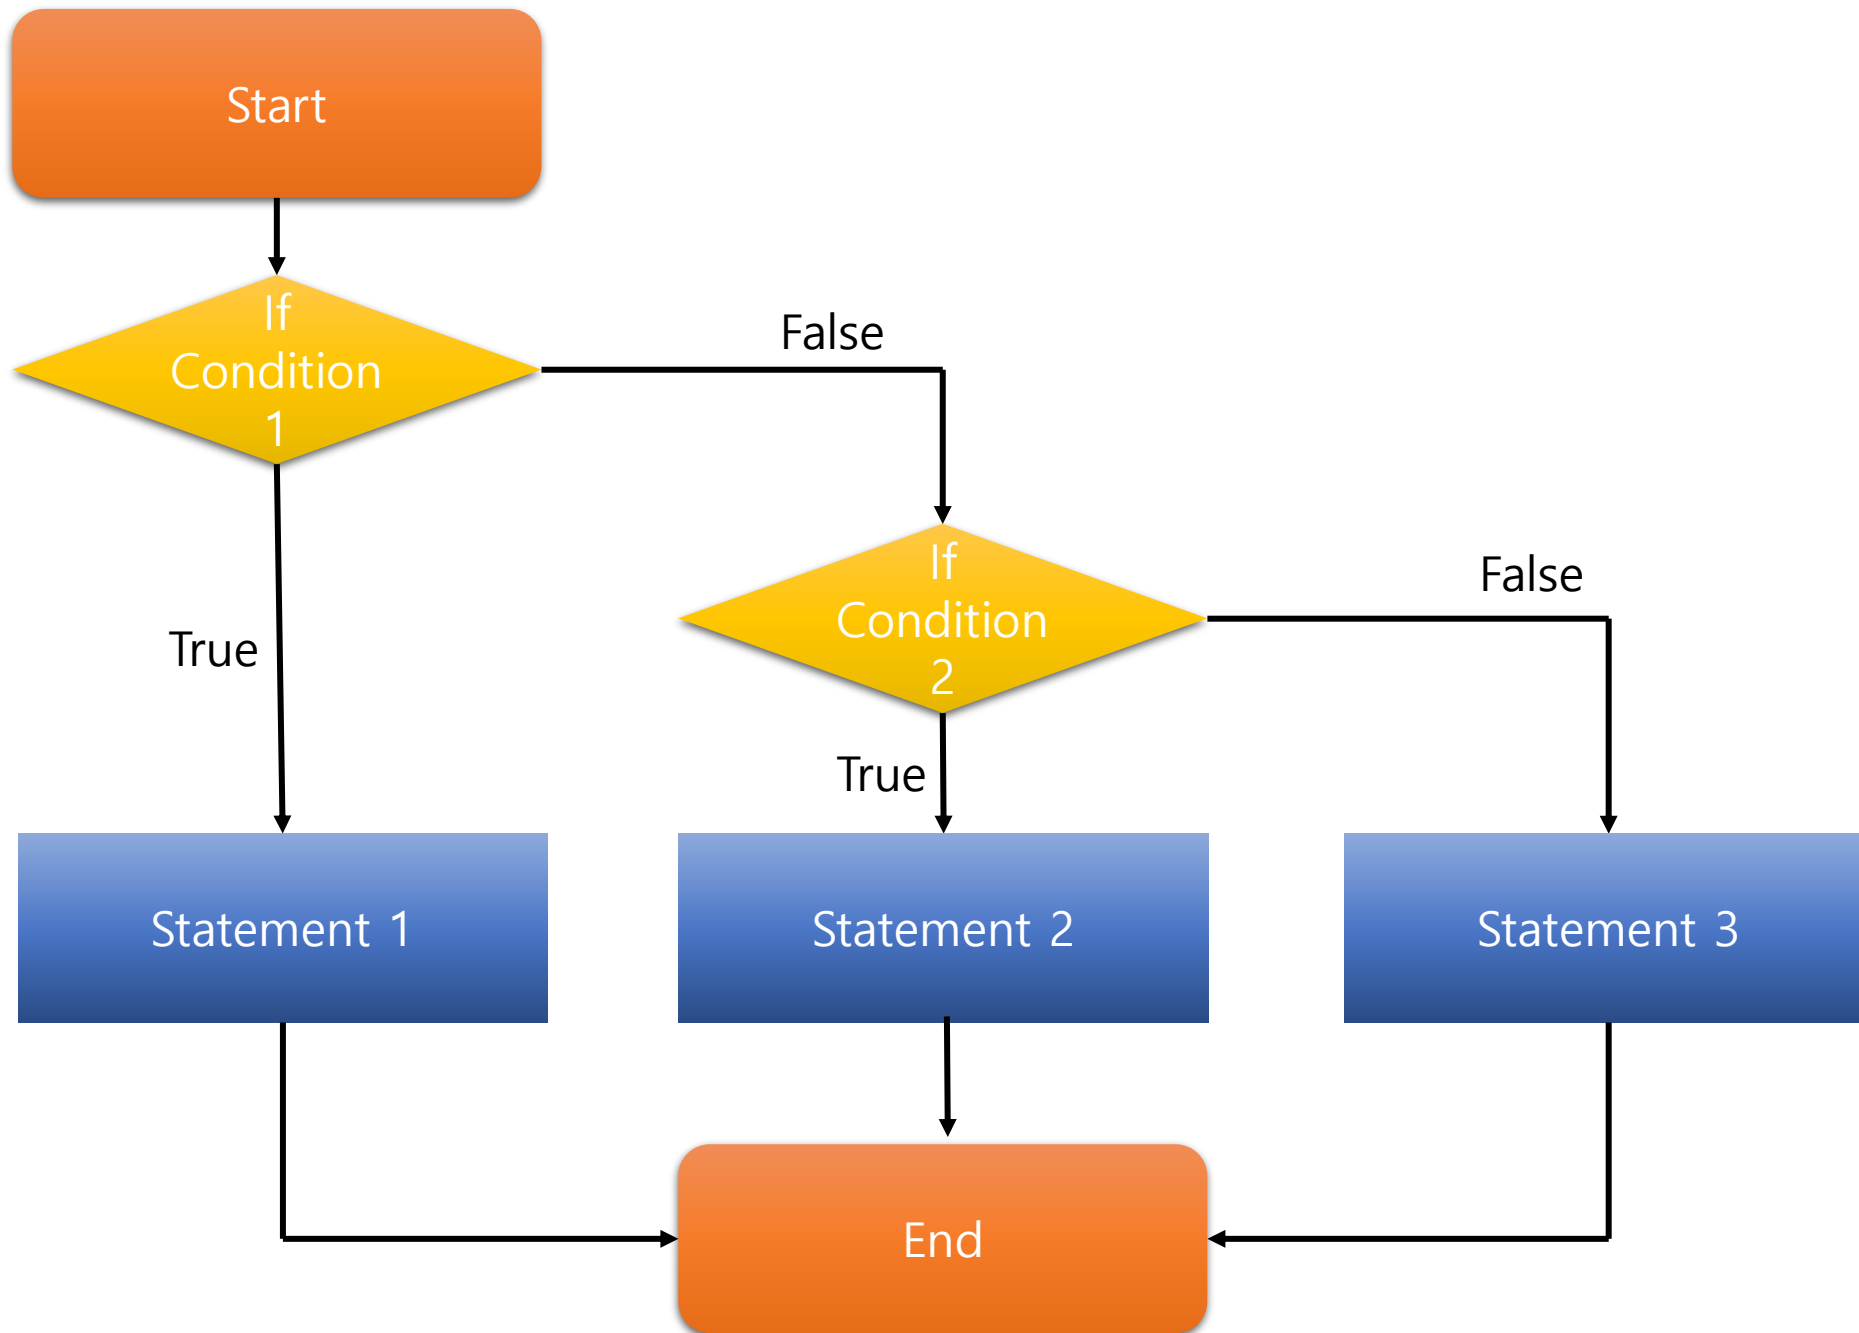 Start
If
Condition
1
False
If
Condition
2
False
True
True
Statement 1
Statement 2
Statement 3
End